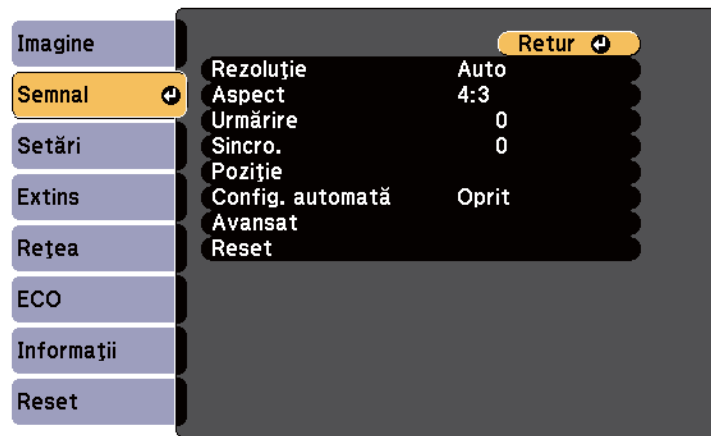 Imagine
Semnal
Setări
Extins
Reţea
ECO
Informaţii
Reset
Retur
Rezoluţie Auto
Aspect 4:3
Urmărire 0
Sincro. 0
Poziţie
Config. automată Oprit
Avansat
Reset